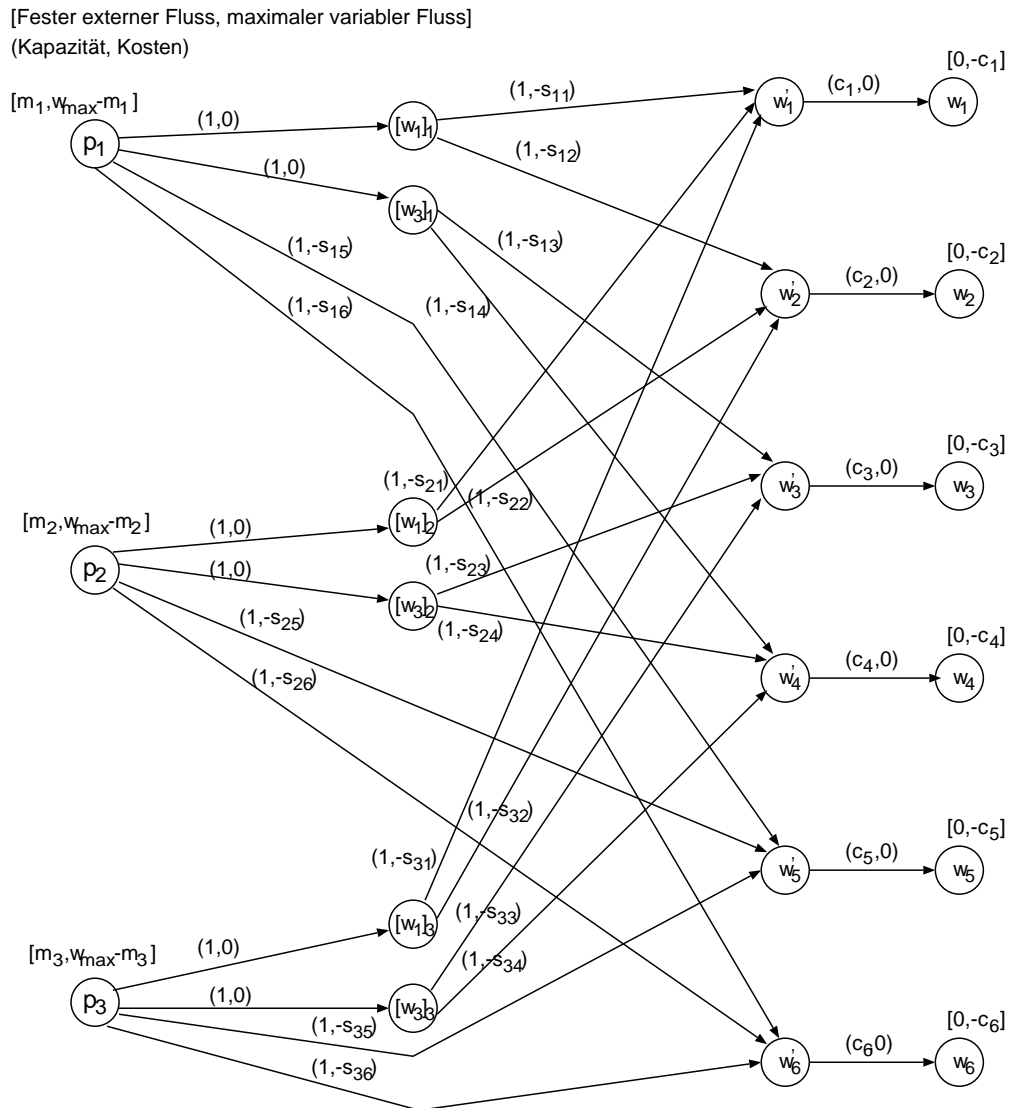 [Fester externer Fluss, maximaler variabler Fluss]
(Kapazität, Kosten)
[0,-c1]
[m1,wmax-m1]
(1,-s11)
(c1,0)
(1,0)
p1
[w1]1
w'1
w1
(1,0)
(1,-s12)
[w3]1
(1,-s15)
(1,-s13)
[0,-c2]
(1,-s16)
(1,-s14)
(c2,0)
w'2
w2
[0,-c3]
(1,-s21)
(1,-s22)
(c3,0)
w'3
w3
[m2,wmax-m2]
(1,0)
[w1]2
p2
(1,0)
(1,-s23)
[w3]2
(1,-s25)
(1,-s24)
[0,-c4]
(1,-s26)
(c4,0)
w'4
w4
(1,-s32)
[0,-c5]
(1,-s31)
(c5,0)
w'5
w5
(1,-s33)
[w1]3
[m3,wmax-m3]
(1,0)
(1,-s34)
p3
(1,0)
[w3]3
[0,-c6]
(1,-s35)
(c60)
(1,-s36)
w'6
w6